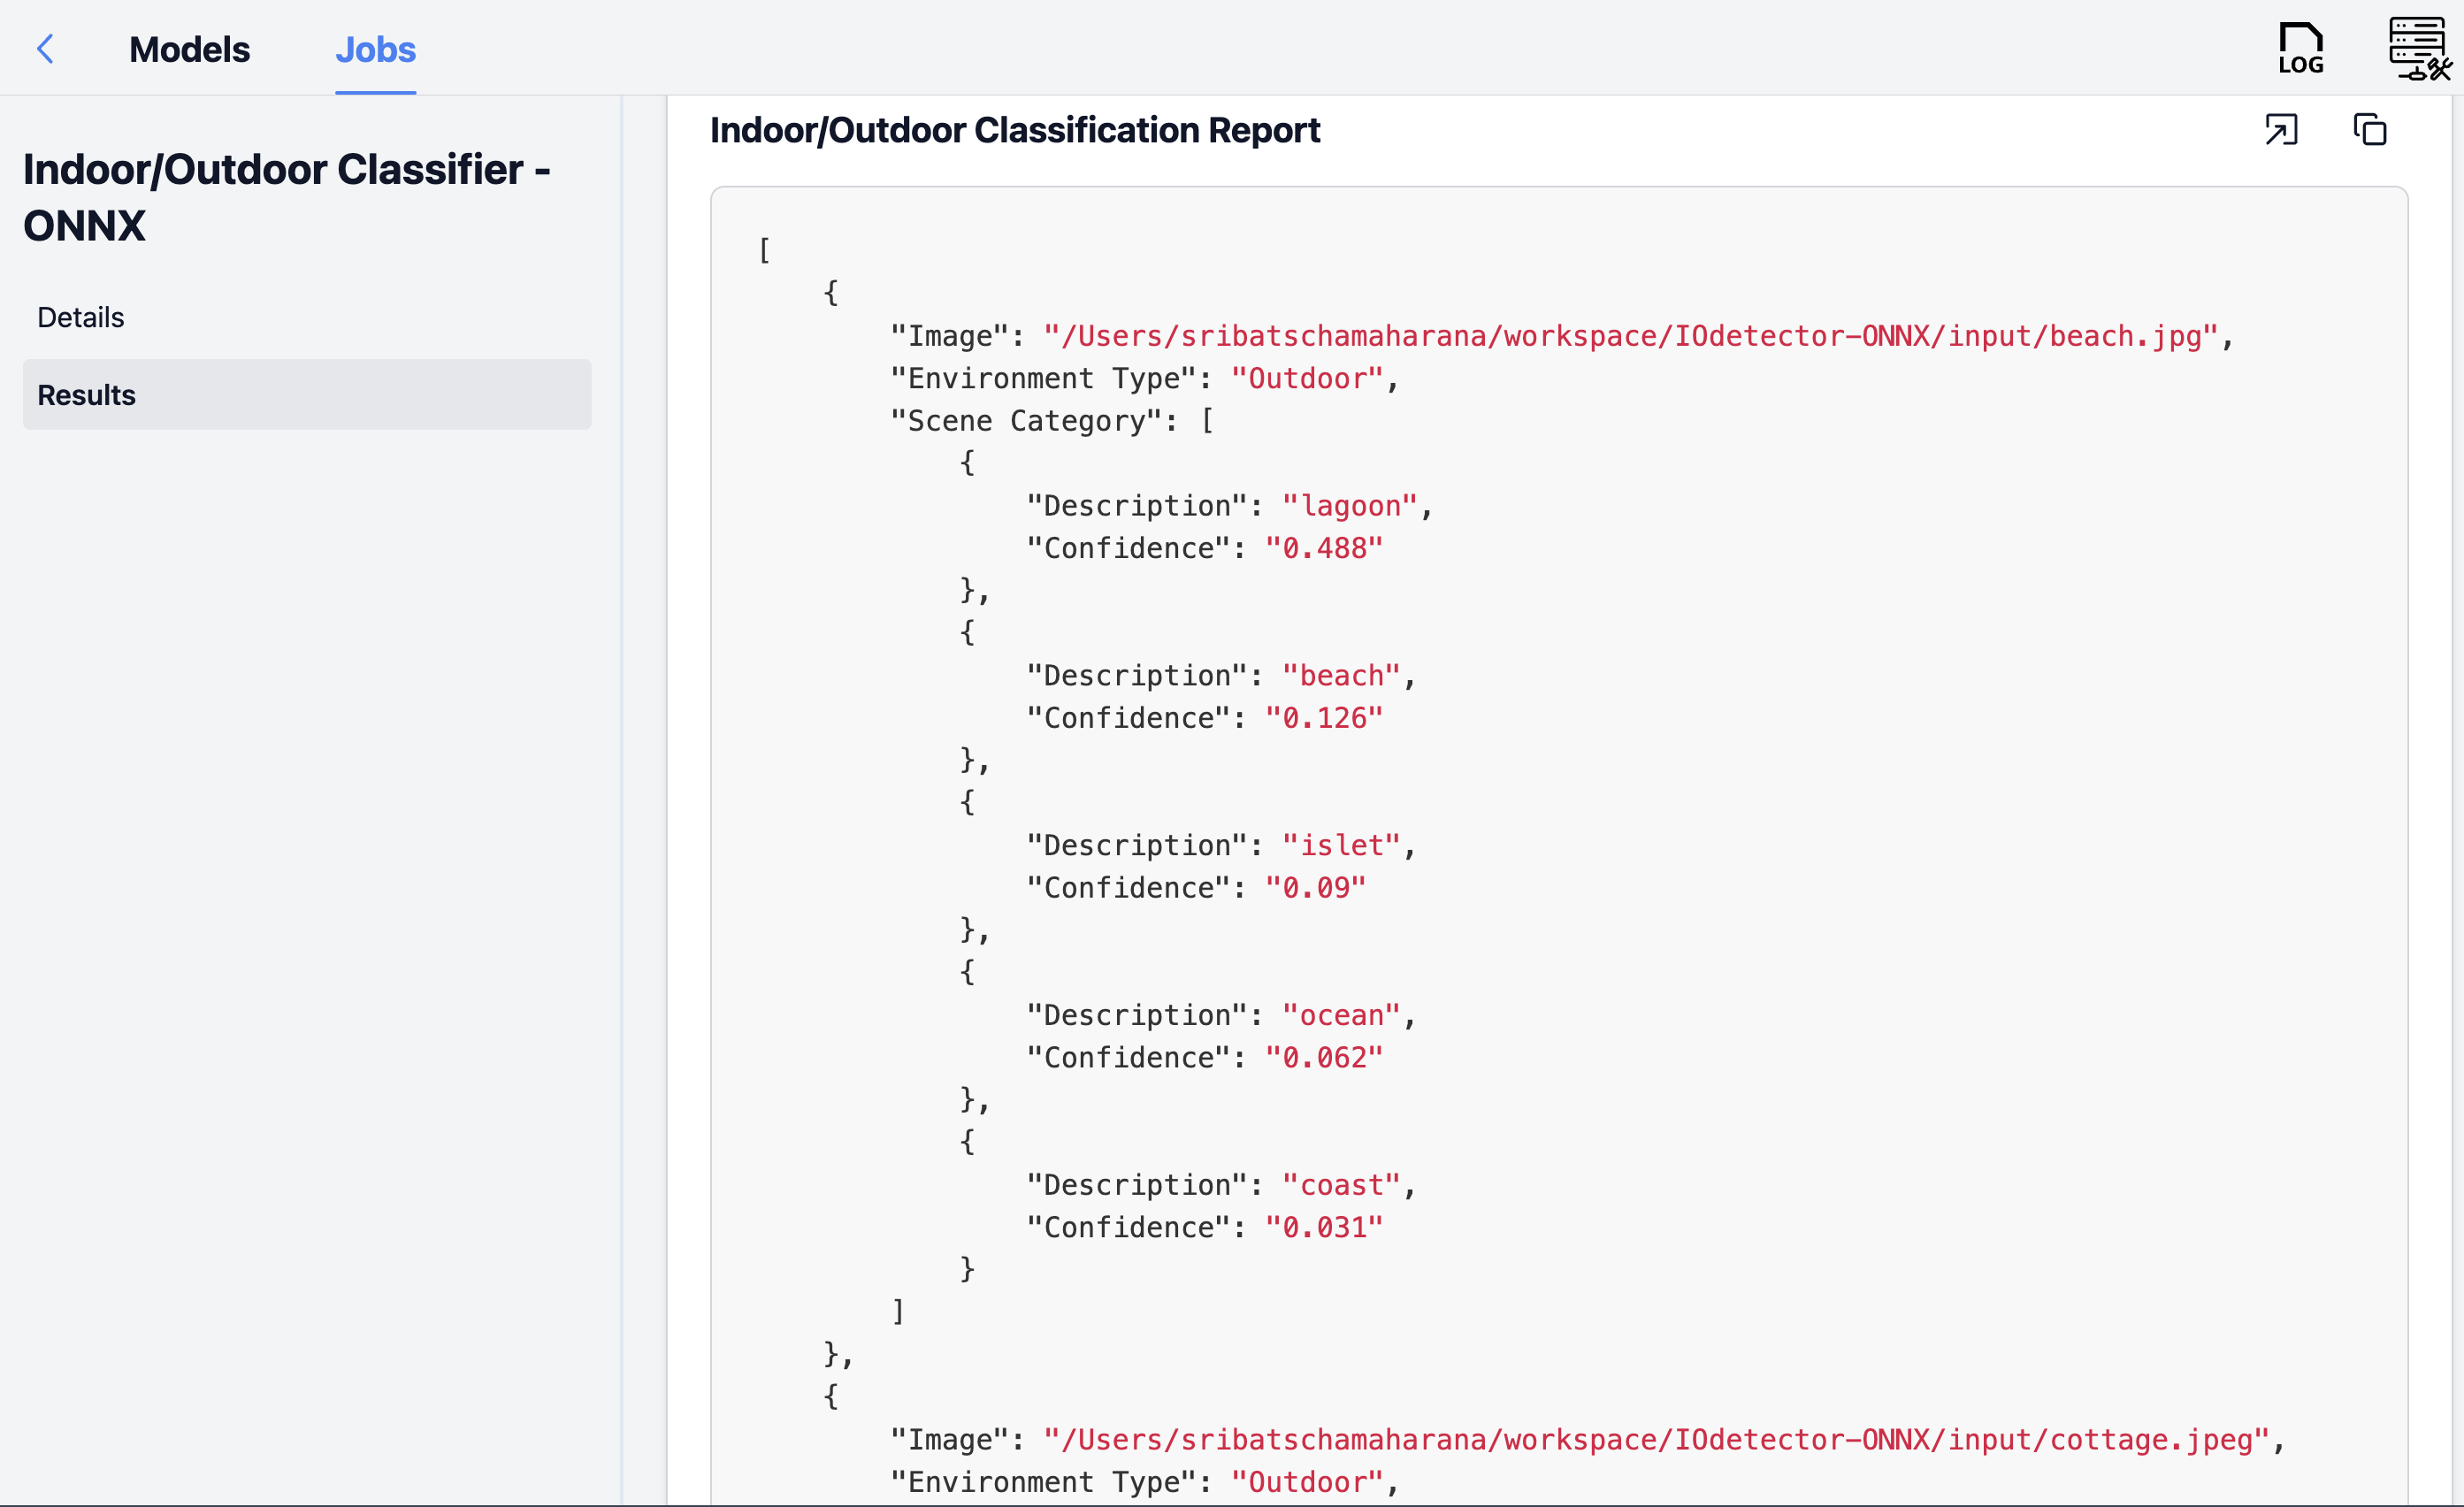 Models
Jobs
LOG
Indoor/Outdoor Classifier -
ONNX
Details
Results
Indoor/Outdoor Classification Report
[
    {
        "Image": "/Users/sribatschamaharana/workspace/IOdetector-ONNX/input/beach.jpg",
        "Environment Type": "Outdoor",
        "Scene Category": [
            {
                "Description": "lagoon",
                "Confidence": "0.488"
            },
            {
                "Description": "beach",
                "Confidence": "0.126"
            },
            {
                "Description": "islet",
                "Confidence": "0.09"
            },
            {
                "Description": "ocean",
                "Confidence": "0.062"
            },
            {
                "Description": "coast",
                "Confidence": "0.031"
            }
        ]
    },
    {
        "Image": "/Users/sribatschamaharana/workspace/IOdetector-ONNX/input/cottage.jpeg",
        "Environment Type": "Outdoor",